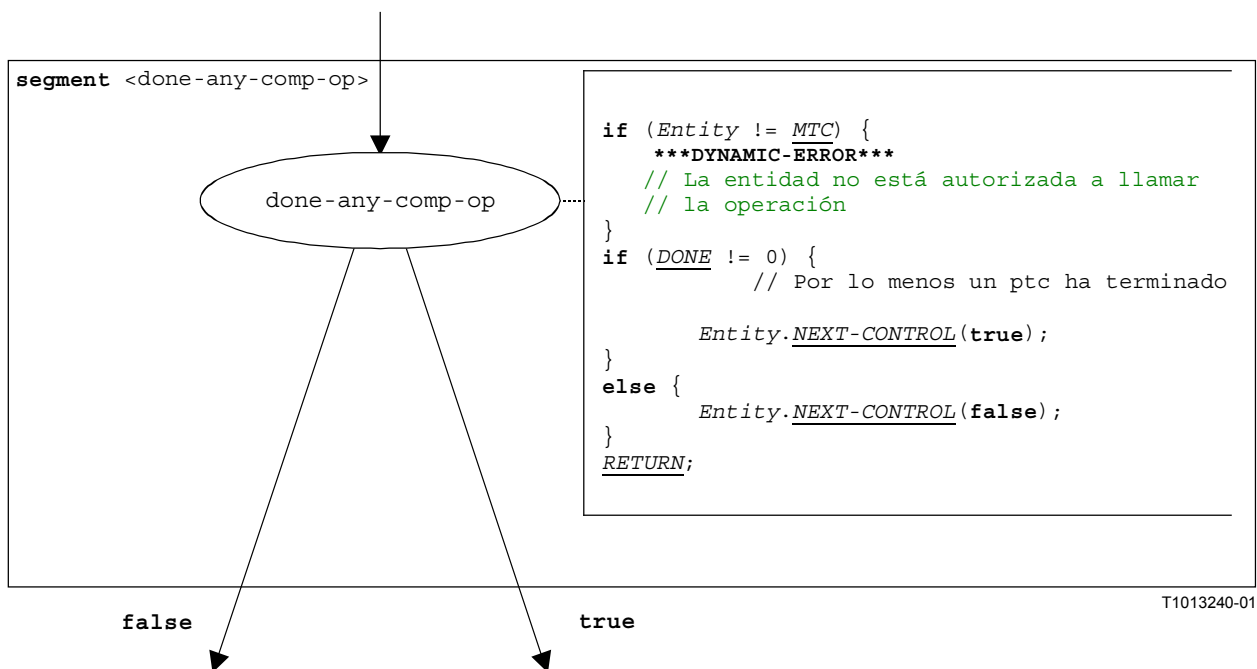 segment <done-any-comp-op>
done-any-comp-op
if (Entity != MTC) {
***DYNAMIC-ERROR***
// La entidad no está autorizada a llamar
// la operación
}
if (DONE != 0) {
// Por lo menos un ptc ha terminado
Entity.NEXT-CONTROL(true);
}
else {
Entity.NEXT-CONTROL(false);
}
RETURN;
T1013240-01
false
true